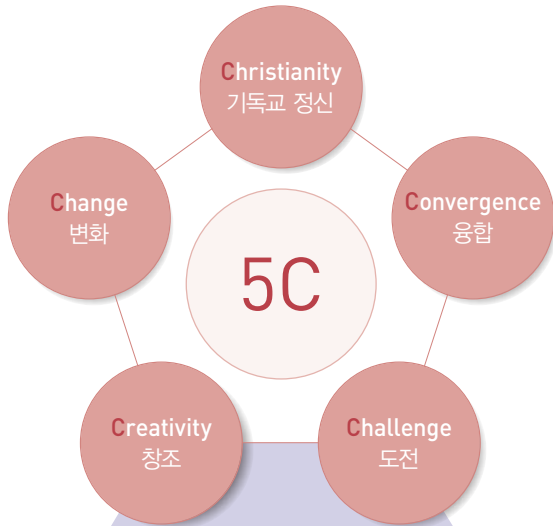 Christianity
기독교 정신
Change
변화
Convergence
융합
5C
Creativity
창조
Challenge
도전